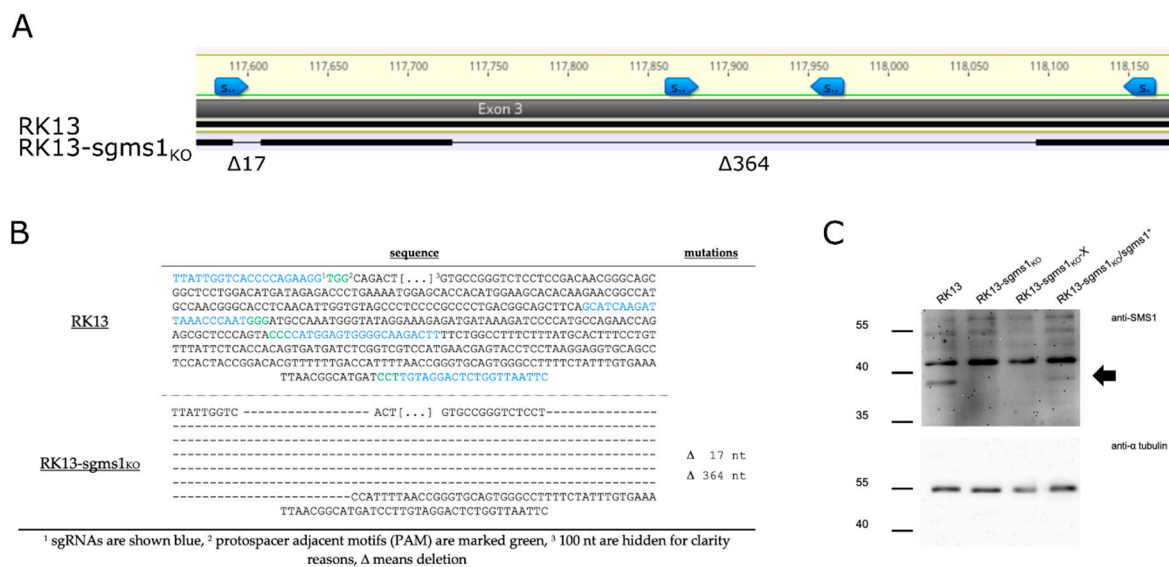 A
117,600 117,650 117,700 117,750 117,800 117,850 117,900 117,950 118,000 118,050 118,100 118,150
s.. s.. s.. s.
Exon 3
RK13
RK13-sgms1KO
Δ17 Δ364
B
sequence mutations
TTATTGGTCACCCCAGAAGG1TGG2CAGACT[...]3GTGCCGGGTCTCCTCCGACAACGGGCAGC
GGCTCCTGGACATGATAGAGACCCTGAAAATGGAGCACCACATGGAAGCACACAAGAACGGCCAT
GCCAACGGGCACCTCAACATTGGTGTAGCCCTCCCCGCCCCTGACGGCAGCTTCAGCATCAAGAT
RK13
TAAACCCAATGGGATGCCAAATGGGTATAGGAAAGAGATGATAAAGATCCCCATGCCAGAACCAG
AGCGCTCCCAGTACCCCATGGAGTGGGGCAAGACTTTTCTGGCCTTTCTTTATGCACTTTCCTGT
TTTATTCTCACCACAGTGATGATCTCGGTCGTCCATGAACGAGTACCTCCTAAGGAGGTGCAGCC
TCCACTACCGGACACGTTTTTTGACCATTTTAACCGGGTGCAGTGGGCCTTTTCTATTTGTGAAA
TTAACGGCATGATCCTTGTAGGACTCTGGTTAATTC
TTATTGGTC ----------------- ACT[...] GTGCCGGGTCTCCT---------------
RK13-sgms1KO
Δ 17 nt
Δ 364 nt
---------------------CCATTTTAACCGGGTGCAGTGGGCCTTTTCTATTTGTGAAA
TTAACGGCATGATCCTTGTAGGACTCTGGTTAATTC
1 sgRNAs are shown blue, 2 protospacer adjacent motifs (PAM) are marked green, 3 100 nt are hidden for clarity
reasons, Δ means deletion
C
RK13
RK13-sgms1KO
RK13-sgms1KO-X
RK13-sgms1KO/sgms1*
anti-SMS1
55
40
35
anti-α tubulin
55
40